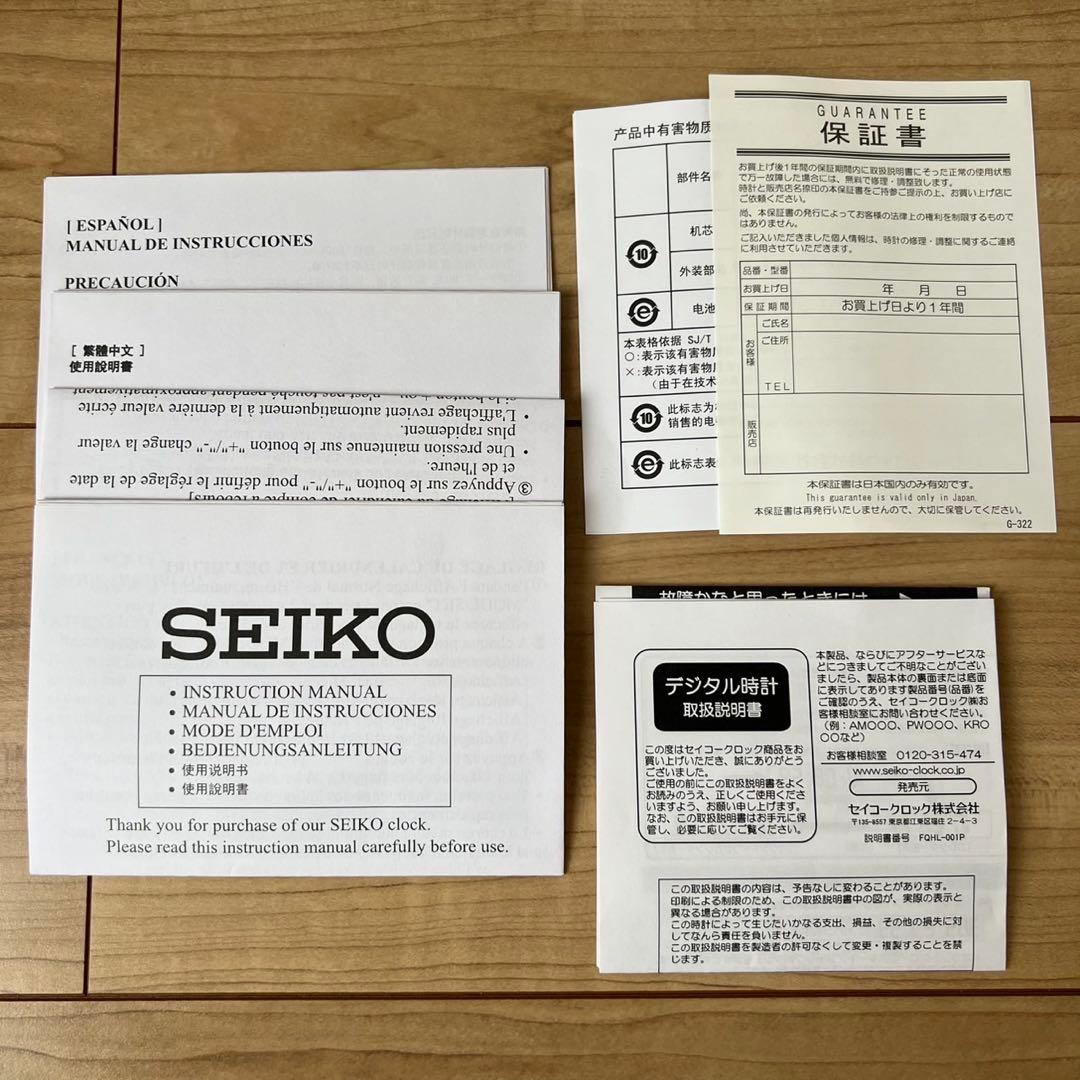 [ ESPAÑOL ]
MANUAL DE INSTRUCCIONES
PRECAUCIÓN
[ 繁體中文 ]
使用說明書
③ Appuyez sur le bouton "+"/"-" pour définir le réglage de la date
et de l'heure.
• Une pression maintenue sur le bouton "+"/"-" change la valeur
plus rapidement.
• L'affichage revient automatiquement à la dernière valeur écrite
SEIKO
• INSTRUCTION MANUAL
• MANUAL DE INSTRUCCIONES
• MODE D'EMPLOI
• BEDIENUNGSANLEITUNG
• 使用说明书
• 使用說明書
Thank you for purchase of our SEIKO clock.
Please read this instruction manual carefully before use.
产品中有害物质
部件名
机芯
10
外装部
e
电池
本表格依据 SJ/T
○:表示该有害物质
×:表示该有害物质
(由于在技术
10
此标志为
销售的电
e
此标志表
GUARANTEE
保証書
お買上げ後1年間の保証期間内に取扱説明書にそった正常の使用状態
で万一故障した場合には、無料で修理・調整致します。
時計と販売店名捺印の本保証書をご持参ご提示の上、お買い上げ店に
ご依頼ください。
尚、本保証書の発行によってお客様の法律上の権利を制限するもので
はありません。
ご記入いただきました個人情報は、時計の修理・調整に関するご連絡
に利用させていただきます。
品番・型番
お買上げ日 年 月 日
保証期間 お買上げ日より1年間
お客様
ご氏名
ご住所
TEL
販売店
本保証書は日本国内のみ有効です。
This guarantee is valid only in Japan.
本保証書は再発行いたしませんので、大切に保管してください。
G-322
故障かなと思ったときには
デジタル時計
取扱説明書
この度はセイコークロック商品をお
買い上げいただき、誠にありがとう
ございました。
ご使用の前にこの取扱説明書をよく
お読みのうえ、正しくご使用くださ
いますよう、お願い申し上げます。
なお、この取扱説明書はお手元に保
管し、必要に応じてご覧ください。
本製品、ならびにアフターサービスな
どにつきましてご不明なことがござい
ましたら、製品本体の裏面または底面
に表示してあります製品番号(品番)を
ご確認のうえ、セイコークロック㈱お
客様相談室にお問い合わせください。
(例:AM○○○、PW○○○、KR○
○○など)
お客様相談室 0120-315-474
www.seiko-clock.co.jp
発売元
セイコークロック株式会社
〒135-8557 東京都江東区福住 2-4-3
説明書番号 FQHL-001P
この取扱説明書の内容は、予告なしに変わることがあります。
印刷による制限のため、この取扱説明書中の図が、実際の表示と
異なる場合があります。
この時計によって生じたいかなる支出、損益、その他の損失に対
してなんら責任を負いません。
この取扱説明書を製造者の許可なくして変更・複製することを禁
じます。